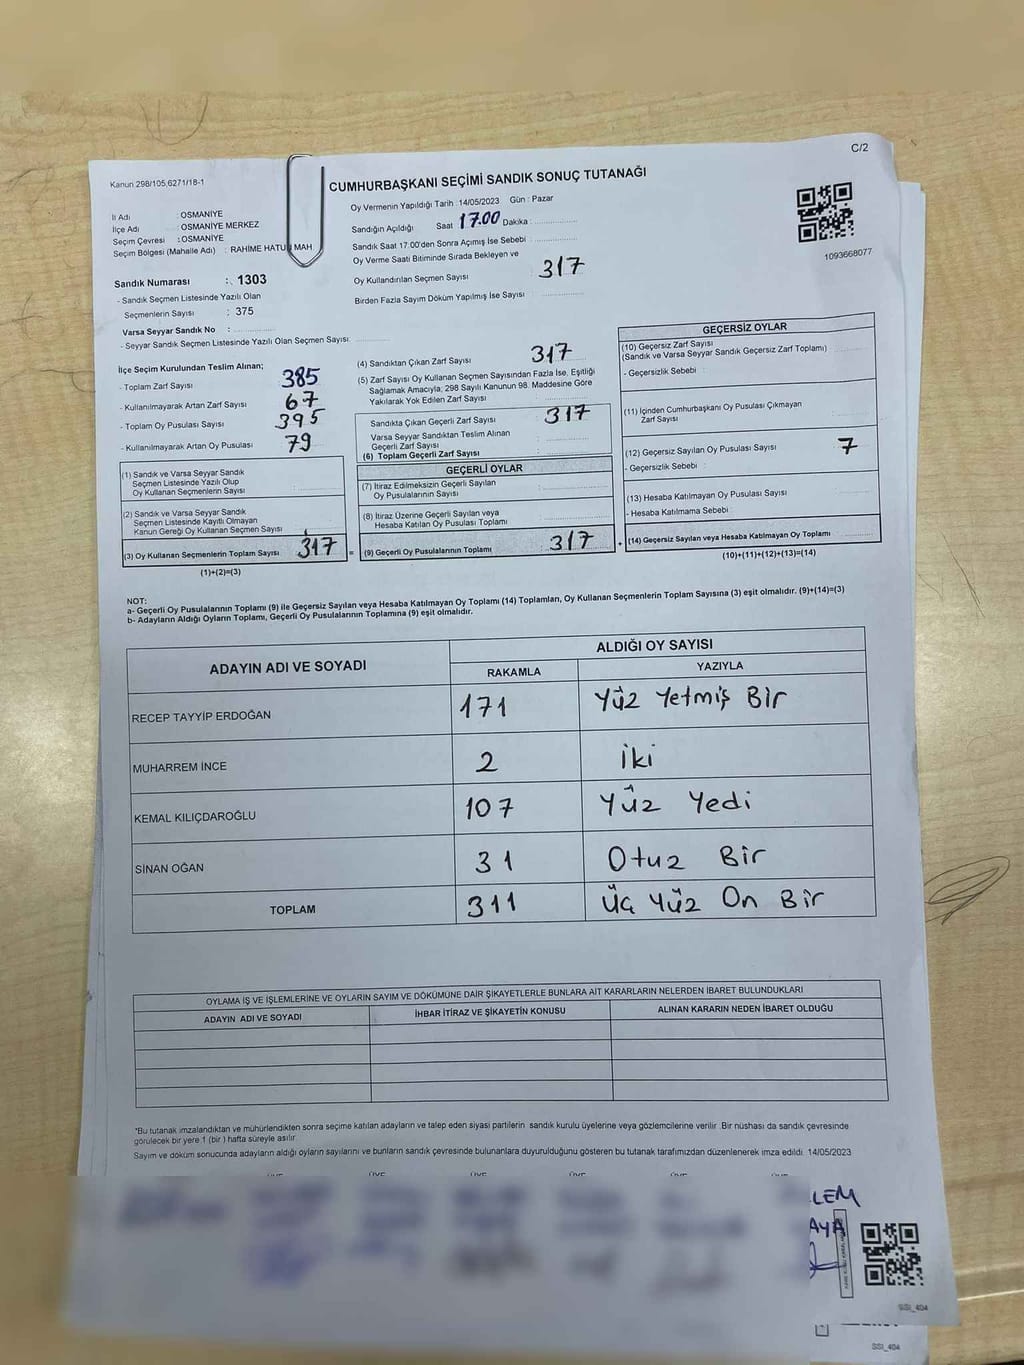 C/2
Kanun 298/105,6271/18-1
CUMHURBAŞKANI SEÇİMİ SANDIK SONUÇ TUTANAĞI
Oy Vermenin Yapıldığı Tarih :14/05/2023 Gün : Pazar
İl Adı : OSMANİYE
İlçe Adı : OSMANİYE MERKEZ
Seçim Çevresi : OSMANİYE
Seçim Bölgesi (Mahalle Adı) : RAHİME HATU MAH
Sandığın Açıldığı Saat 17.00 Dakika :
Sandık Saat 17:00'den Sonra Açımış İse Sebebi :
Oy Verme Saati Bitiminde Sırada Bekleyen ve
Oy Kullandırılan Seçmen Sayısı 317
Birden Fazla Sayım Döküm Yapılmış İse Sayısı
1093668077
Sandık Numarası : 1303
- Sandık Seçmen Listesinde Yazılı Olan
Seçmenlerin Sayısı : 375
Varsa Seyyar Sandık No :
- Seyyar Sandık Seçmen Listesinde Yazılı Olan Seçmen Sayısı:
İlçe Seçim Kurulundan Teslim Alınan;
- Toplam Zarf Sayısı 385
- Kullanılmayarak Artan Zarf Sayısı 67
- Toplam Oy Pusulası Sayısı 395
- Kullanılmayarak Artan Oy Pusulası 79
(4) Sandıktan Çıkan Zarf Sayısı 317
(5) Zarf Sayısı Oy Kullanan Seçmen Sayısından Fazla İse, Eşitliği
Sağlamak Amacıyla; 298 Sayılı Kanunun 98. Maddesine Göre
Yakılarak Yok Edilen Zarf Sayısı
Sandıkta Çıkan Geçerli Zarf Sayısı 317
Varsa Seyyar Sandıktan Teslim Alınan
Geçerli Zarf Sayısı
(6) Toplam Geçerli Zarf Sayısı
GEÇERSİZ OYLAR
(10) Geçersiz Zarf Sayısı
(Sandık ve Varsa Seyyar Sandık Geçersiz Zarf Toplamı)
- Geçersizlik Sebebi :
(11) İçinden Cumhurbaşkanı Oy Pusulası Çıkmayan
Zarf Sayısı
(12) Geçersiz Sayılan Oy Pusulası Sayısı 7
- Geçersizlik Sebebi :
(13) Hesaba Katılmayan Oy Pusulası Sayısı
- Hesaba Katılmama Sebebi :
(14) Geçersiz Sayılan veya Hesaba Katılmayan Oy Toplamı
(10)+(11)+(12)+(13)=(14)
(1) Sandık ve Varsa Seyyar Sandık
Seçmen Listesinde Yazılı Olup
Oy Kullanan Seçmenlerin Sayısı
(2) Sandık ve Varsa Seyyar Sandık
Seçmen Listesinde Kayıtlı Olmayan
Kanun Gereği Oy Kullanan Seçmen Sayısı
(3) Oy Kullanan Seçmenlerin Toplam Sayısı 317 =
(1)+(2)=(3)
GEÇERLİ OYLAR
(7) İtiraz Edilmeksizin Geçerli Sayılan
Oy Pusulalarının Sayısı
(8) İtiraz Üzerine Geçerli Sayılan veya
Hesaba Katılan Oy Pusulası Toplamı
(9) Geçerli Oy Pusulalarının Toplamı 317 +
NOT:
a- Geçerli Oy Pusulalarının Toplamı (9) ile Geçersiz Sayılan veya Hesaba Katılmayan Oy Toplamı (14) Toplamları, Oy Kullanan Seçmenlerin Toplam Sayısına (3) eşit olmalıdır. (9)+(14)=(3)
b- Adayların Aldığı Oyların Toplamı, Geçerli Oy Pusulalarının Toplamına (9) eşit olmalıdır.
ADAYIN ADI VE SOYADI ALDIĞI OY SAYISI
RAKAMLA YAZIYLA
RECEP TAYYİP ERDOĞAN 171 Yüz Yetmiş Bir
MUHARREM İNCE 2 İki
KEMAL KILIÇDAROĞLU 107 Yüz Yedi
SİNAN OĞAN 31 Otuz Bir
TOPLAM 311 Üç Yüz On Bir
OYLAMA İŞ VE İŞLEMLERİNE VE OYLARIN SAYIM VE DÖKÜMÜNE DAİR ŞİKAYETLERLE BUNLARA AİT KARARLARIN NELERDEN İBARET BULUNDUKLARI
ADAYIN ADI VE SOYADI İHBAR İTİRAZ VE ŞİKAYETİN KONUSU ALINAN KARARIN NEDEN İBARET OLDUĞU
*Bu tutanak imzalandıktan ve mühürlendikten sonra seçime katılan adayların ve talep eden siyasi partilerin sandık kurulu üyelerine veya gözlemcilerine verilir. Bir nüshası da sandık çevresinde
görülecek bir yere 1 (bir ) hafta süreyle asılır.
Sayım ve döküm sonucunda adayların aldığı oyların sayılarını ve bunların sandık çevresinde bulunanlara duyurulduğunu gösteren bu tutanak tarafımızdan düzenlenerek imza edildi. 14/05/2023
LEM
AYA
SSI_404
SSI_404